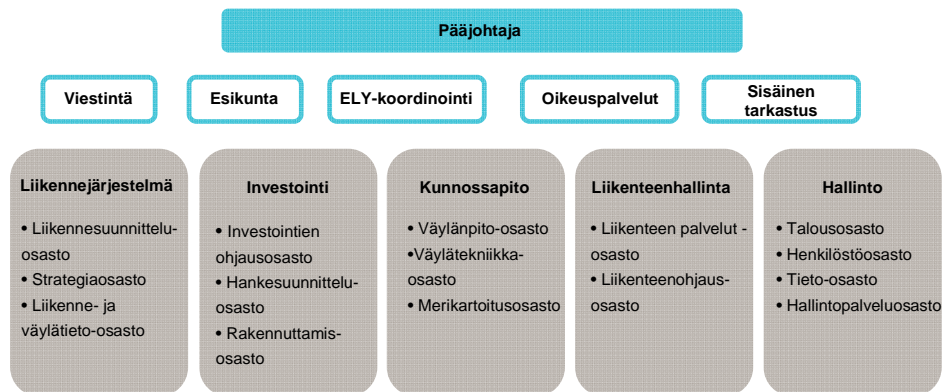 Pääjohtaja
Viestintä
Esikunta
ELY-koordinointi
Oikeuspalvelut
Sisäinen
tarkastus
Liikennejärjestelmä
• Liikennesuunnittelu-
osasto
• Strategiaosasto
• Liikenne- ja
väylätieto-osasto
Investointi
• Investointien
ohjausosasto
• Hankesuunnittelu-
osasto
• Rakennuttamis-
osasto
Kunnossapito
• Väylänpito-osasto
•Väylätekniikka-
osasto
• Merikartoitusosasto
Liikenteenhallinta
• Liikenteen palvelut -
osasto
• Liikenteenohjaus-
osasto
Hallinto
• Talousosasto
• Henkilöstöosasto
• Tieto-osasto
• Hallintopalveluosasto